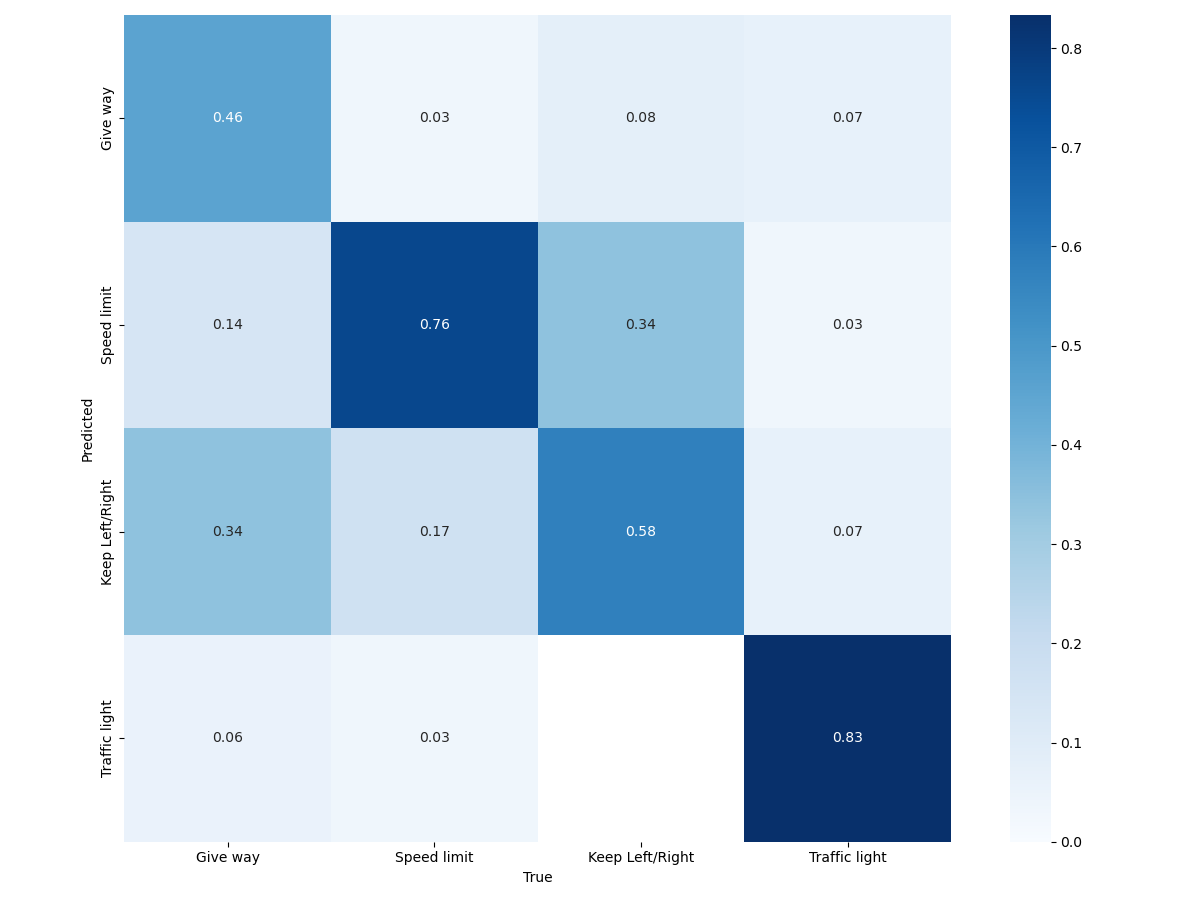 Predicted
Give way
0.46 0.03 0.08 0.07
Speed limit
0.14 0.76 0.34 0.03
Keep Left/Right
0.34 0.17 0.58 0.07
Traffic light
0.06 0.03 0.83
Give way Speed limit Keep Left/Right Traffic light
True
0.8
0.7
0.6
0.5
0.4
0.3
0.2
0.1
0.0